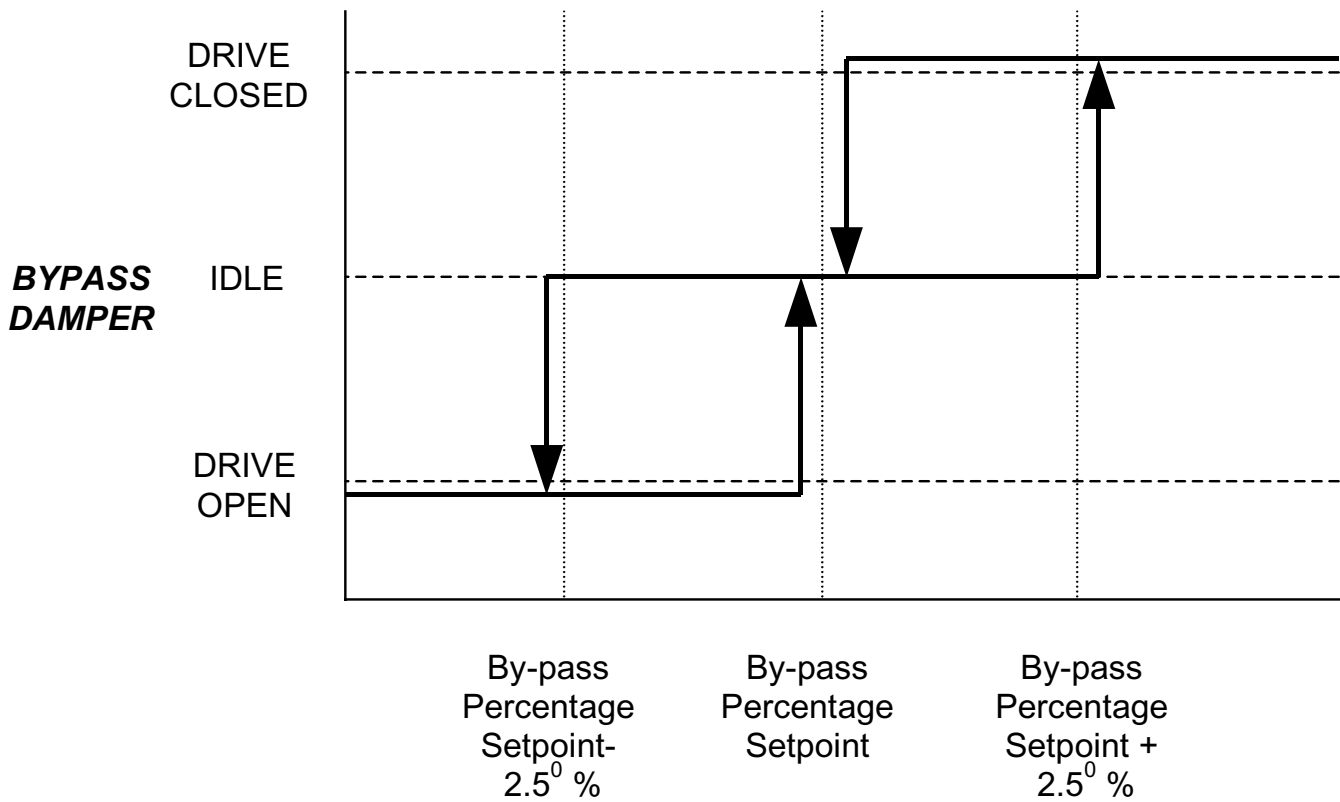 DRIVE
CLOSED
BYPASS
DAMPER
IDLE
DRIVE
OPEN
By-pass
Percentage
Setpoint-
2.5⁰ %
By-pass
Percentage
Setpoint
By-pass
Percentage
Setpoint +
2.5⁰ %